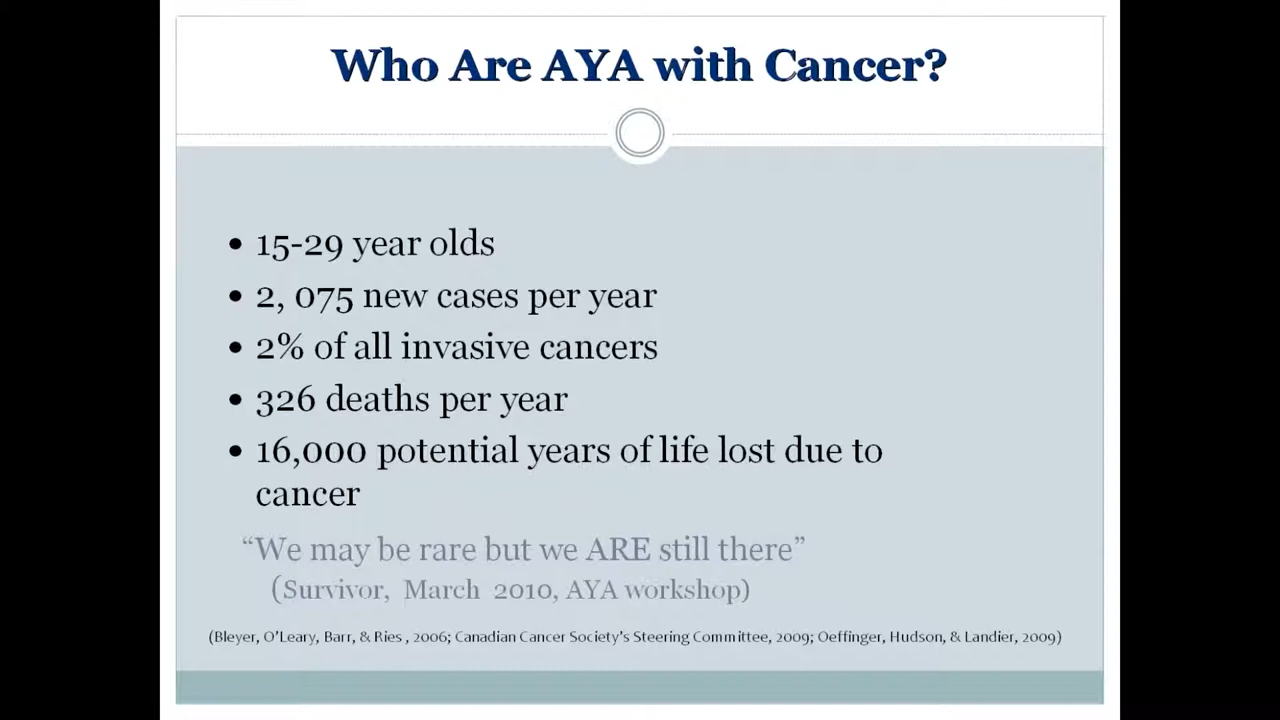 Who Are AYA with Cancer?
• 15-29 year olds
• 2, 075 new cases per year
• 2% of all invasive cancers
• 326 deaths per year
• 16,000 potential years of life lost due to
cancer
“We may be rare but we ARE still there”
(Survivor, March 2010, AYA workshop)
(Bleyer, O’Leary, Barr, & Ries , 2006; Canadian Cancer Society’s Steering Committee, 2009; Oeffinger, Hudson, & Landier, 2009)